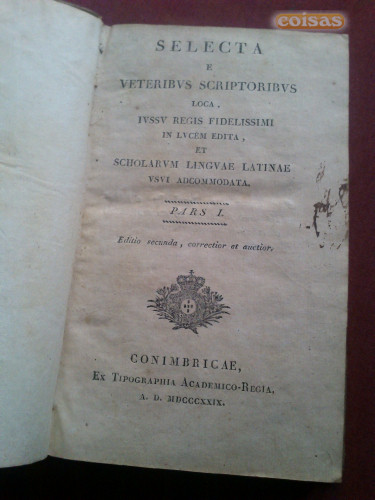 coisas
SELECTA
E
VETERIBVS SCRIPTORIBVS
LOCA,
IVSSV REGIS FIDELISSIMI
IN LVCEM EDITA,
ET
SCHOLARVM LINGVAE LATINAE
VSVI ADCOMMODATA.
PARS I.
Editio secunda, correctior et auctior.
CONIMBRICAE,
EX TIPOGRAPHIA ACADEMICO-REGIA,
A. D. MDCCCXXIX.